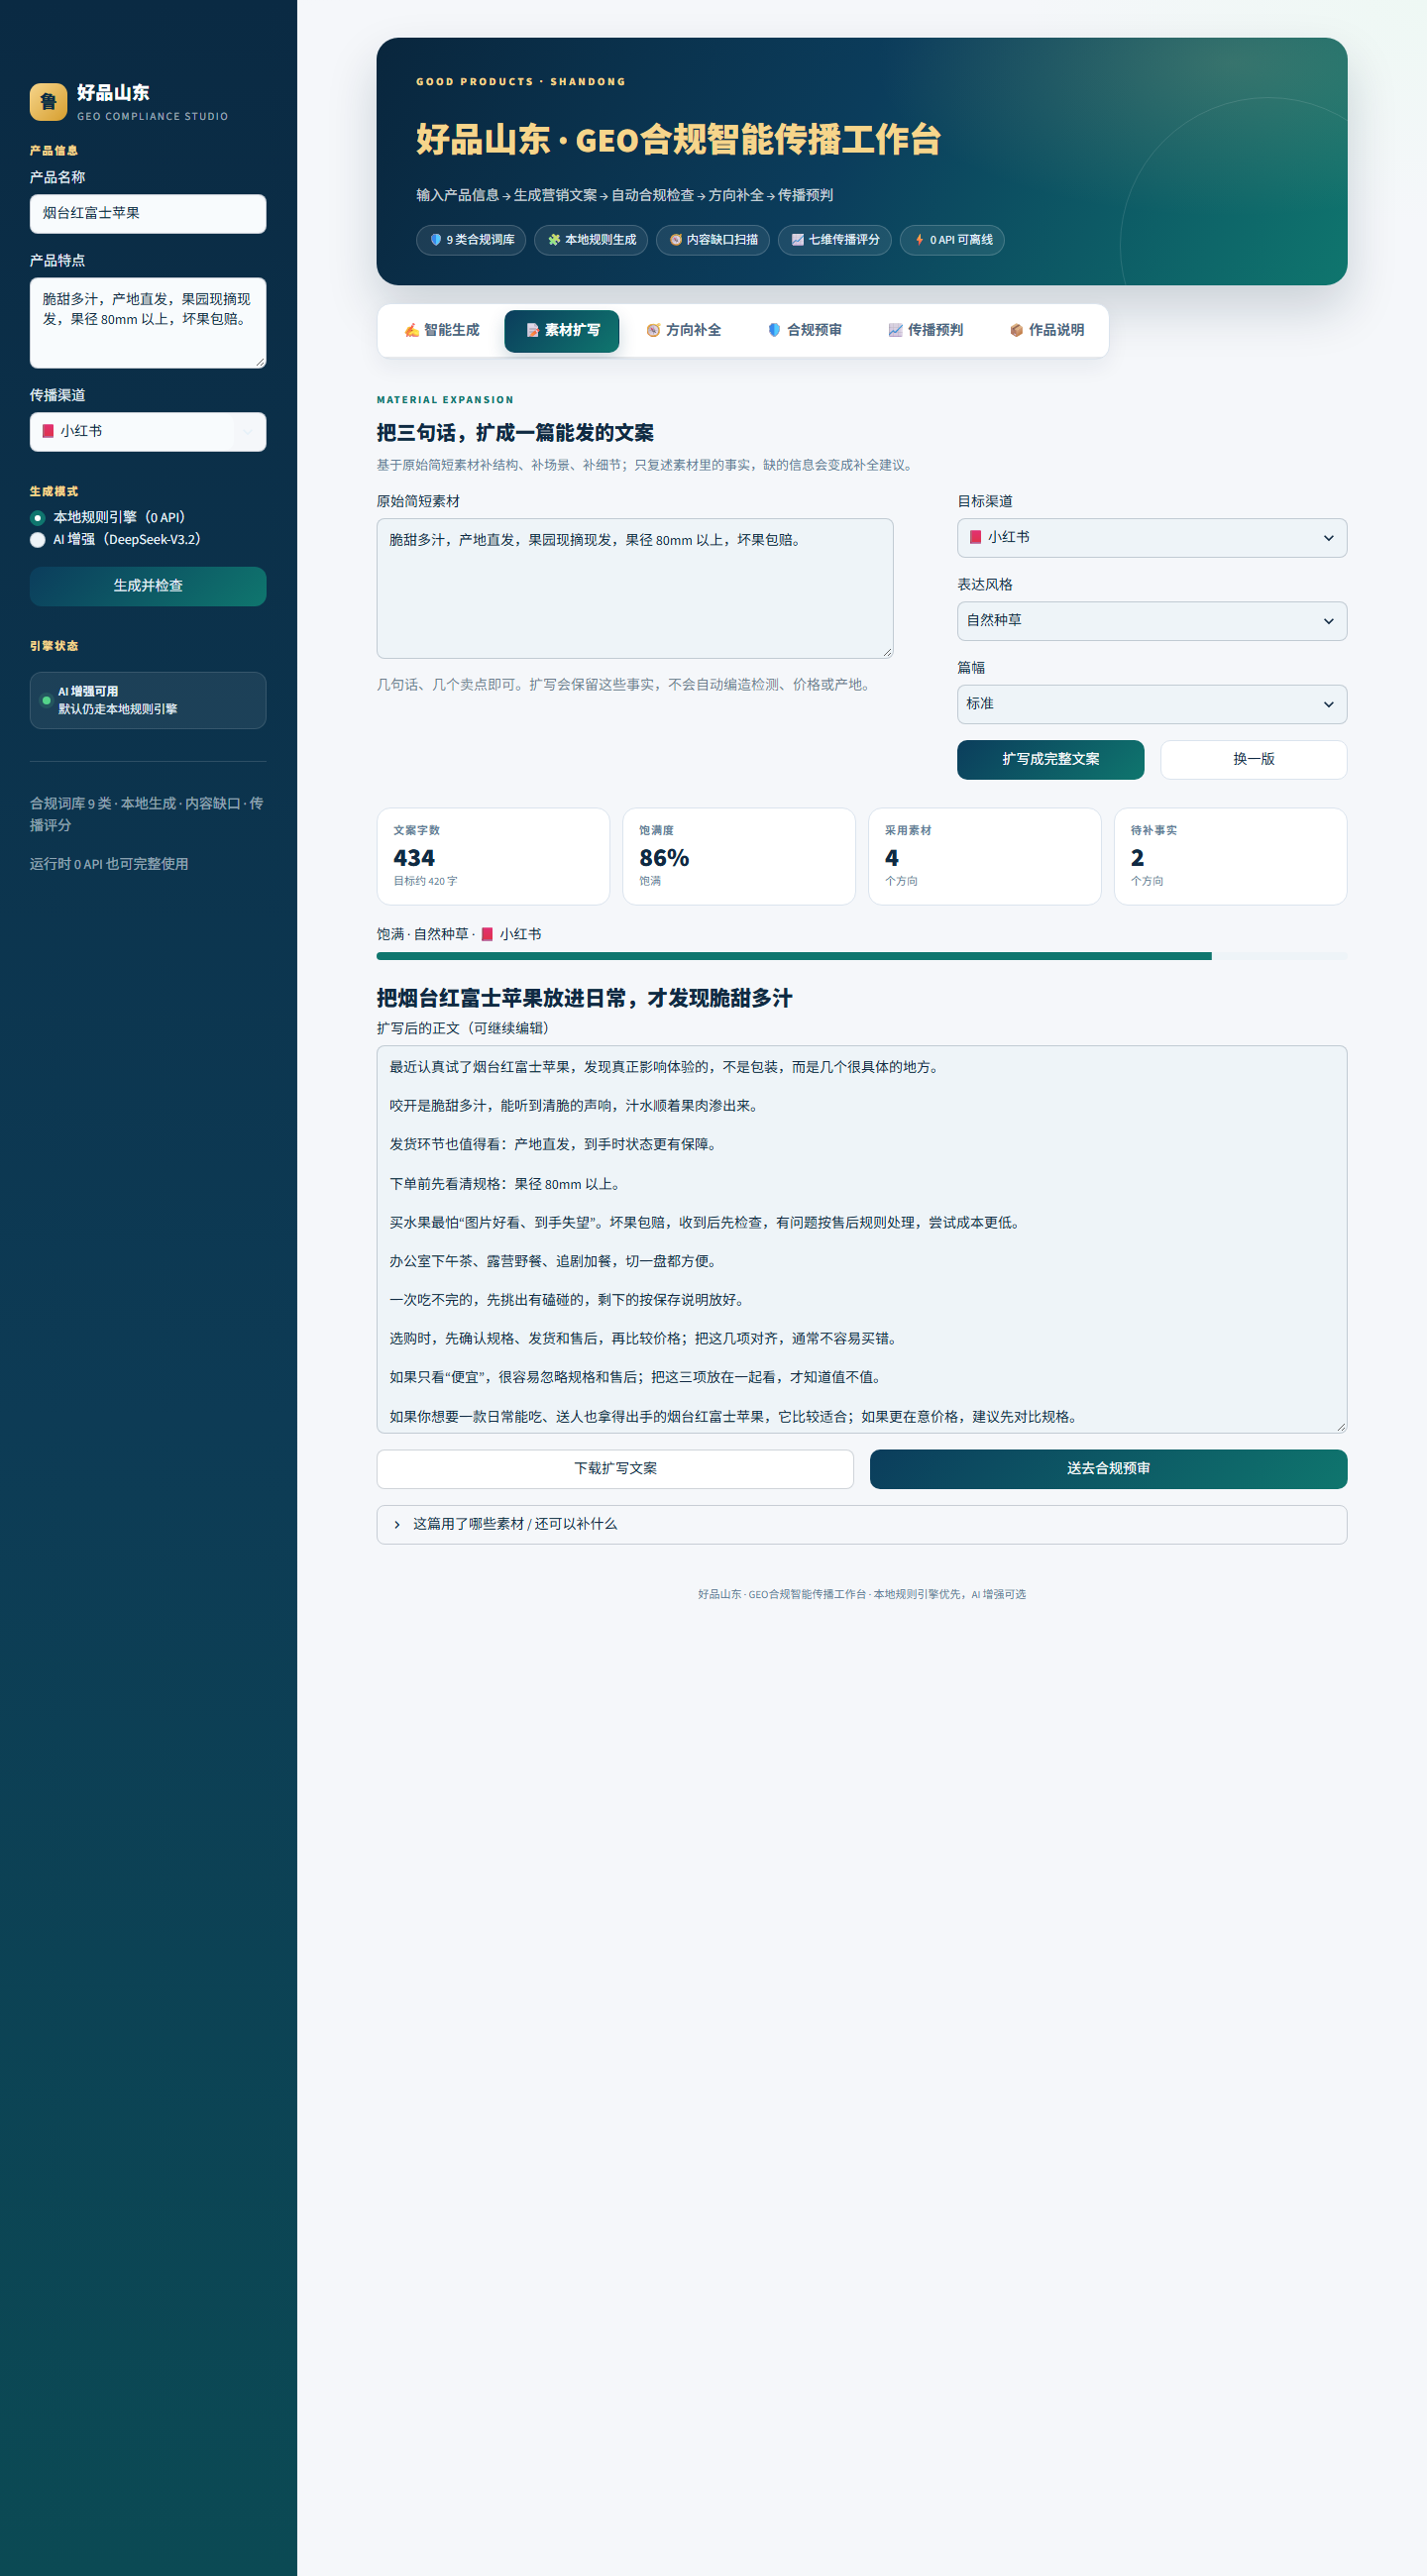 鲁
好品山东
GEO COMPLIANCE STUDIO
产品信息
产品名称
烟台红富士苹果
产品特点
脆甜多汁，产地直发，果园现摘现
发，果径 80mm 以上，坏果包赔。
传播渠道
小红书
生成模式
本地规则引擎（0 API）
AI 增强（DeepSeek-V3.2）
生成并检查
引擎状态
AI 增强可用
默认仍走本地规则引擎
合规词库 9 类 · 本地生成 · 内容缺口 · 传
播评分
运行时 0 API 也可完整使用
GOOD PRODUCTS · SHANDONG
好品山东 · GEO合规智能传播工作台
输入产品信息 → 生成营销文案 → 自动合规检查 → 方向补全 → 传播预判
9 类合规词库
本地规则生成
内容缺口扫描
七维传播评分
0 API 可离线
智能生成
素材扩写
方向补全
合规预审
传播预判
作品说明
MATERIAL EXPANSION
把三句话，扩成一篇能发的文案
基于原始简短素材补结构、补场景、补细节；只复述素材里的事实，缺的信息会变成补全建议。
原始简短素材
脆甜多汁，产地直发，果园现摘现发，果径 80mm 以上，坏果包赔。
几句话、几个卖点即可。扩写会保留这些事实，不会自动编造检测、价格或产地。
目标渠道
小红书
表达风格
自然种草
篇幅
标准
扩写成完整文案
换一版
文案字数
434
目标约 420 字
饱满度
86%
饱满
采用素材
4
个方向
待补事实
2
个方向
饱满 · 自然种草 · 小红书
把烟台红富士苹果放进日常，才发现脆甜多汁
扩写后的正文（可继续编辑）
最近认真试了烟台红富士苹果，发现真正影响体验的，不是包装，而是几个很具体的地方。
咬开是脆甜多汁，能听到清脆的声响，汁水顺着果肉渗出来。
发货环节也值得看：产地直发，到手时状态更有保障。
下单前先看清规格：果径 80mm 以上。
买水果最怕“图片好看、到手失望”。坏果包赔，收到后先检查，有问题按售后规则处理，尝试成本更低。
办公室下午茶、露营野餐、追剧加餐，切一盘都方便。
一次吃不完的，先挑出有磕碰的，剩下的按保存说明放好。
选购时，先确认规格、发货和售后，再比较价格；把这几项对齐，通常不容易买错。
如果只看“便宜”，很容易忽略规格和售后；把这三项放在一起看，才知道值不值。
如果你想要一款日常能吃、送人也拿得出手的烟台红富士苹果，它比较适合；如果更在意价格，建议先对比规格。
下载扩写文案
送去合规预审
这篇用了哪些素材 / 还可以补什么
好品山东 · GEO合规智能传播工作台 · 本地规则引擎优先，AI 增强可选